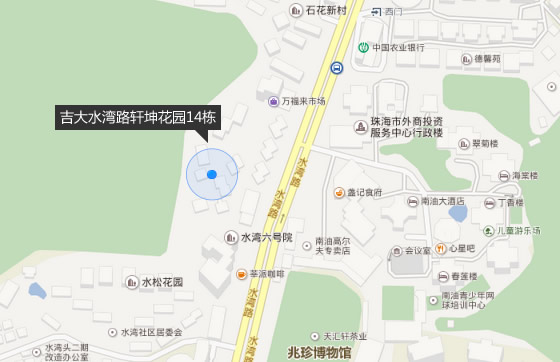 石花新村
西门
中国农业银行
德馨苑
万福来市场
吉大水湾路轩坤花园14栋
珠海市外商投资
服务中心行政楼
翠菊楼
水湾路
海棠楼
盏记食府
南油大酒店
丁香楼
水湾路
儿童游乐场
水湾六号院
南油高尔
夫专卖店
会议室
心星吧
莘派咖啡
春莲楼
水松花园
水湾路
南油青少年网
球培训中心
水湾社区居委会
天汇轩茶业
水湾头二期
改造办公室
水湾路
兆珍博物馆